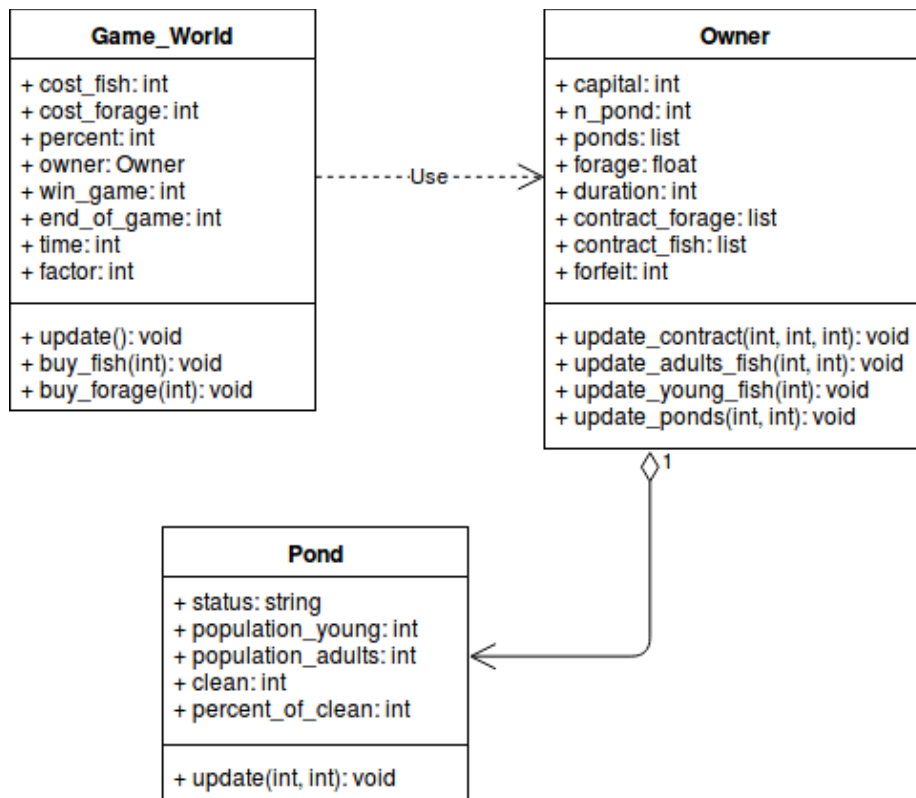 Game_World
+ cost_fish: int
+ cost_forage: int
+ percent: int
+ owner: Owner
+ win_game: int
+ end_of_game: int
+ time: int
+ factor: int
+ update(): void
+ buy_fish(int): void
+ buy_forage(int): void
Use
Owner
+ capital: int
+ n_pond: int
+ ponds: list
+ forage: float
+ duration: int
+ contract_forage: list
+ contract_fish: list
+ forfeit: int
+ update_contract(int, int, int): void
+ update_adults_fish(int, int): void
+ update_young_fish(int): void
+ update_ponds(int, int): void
1
Pond
+ status: string
+ population_young: int
+ population_adults: int
+ clean: int
+ percent_of_clean: int
+ update(int, int): void